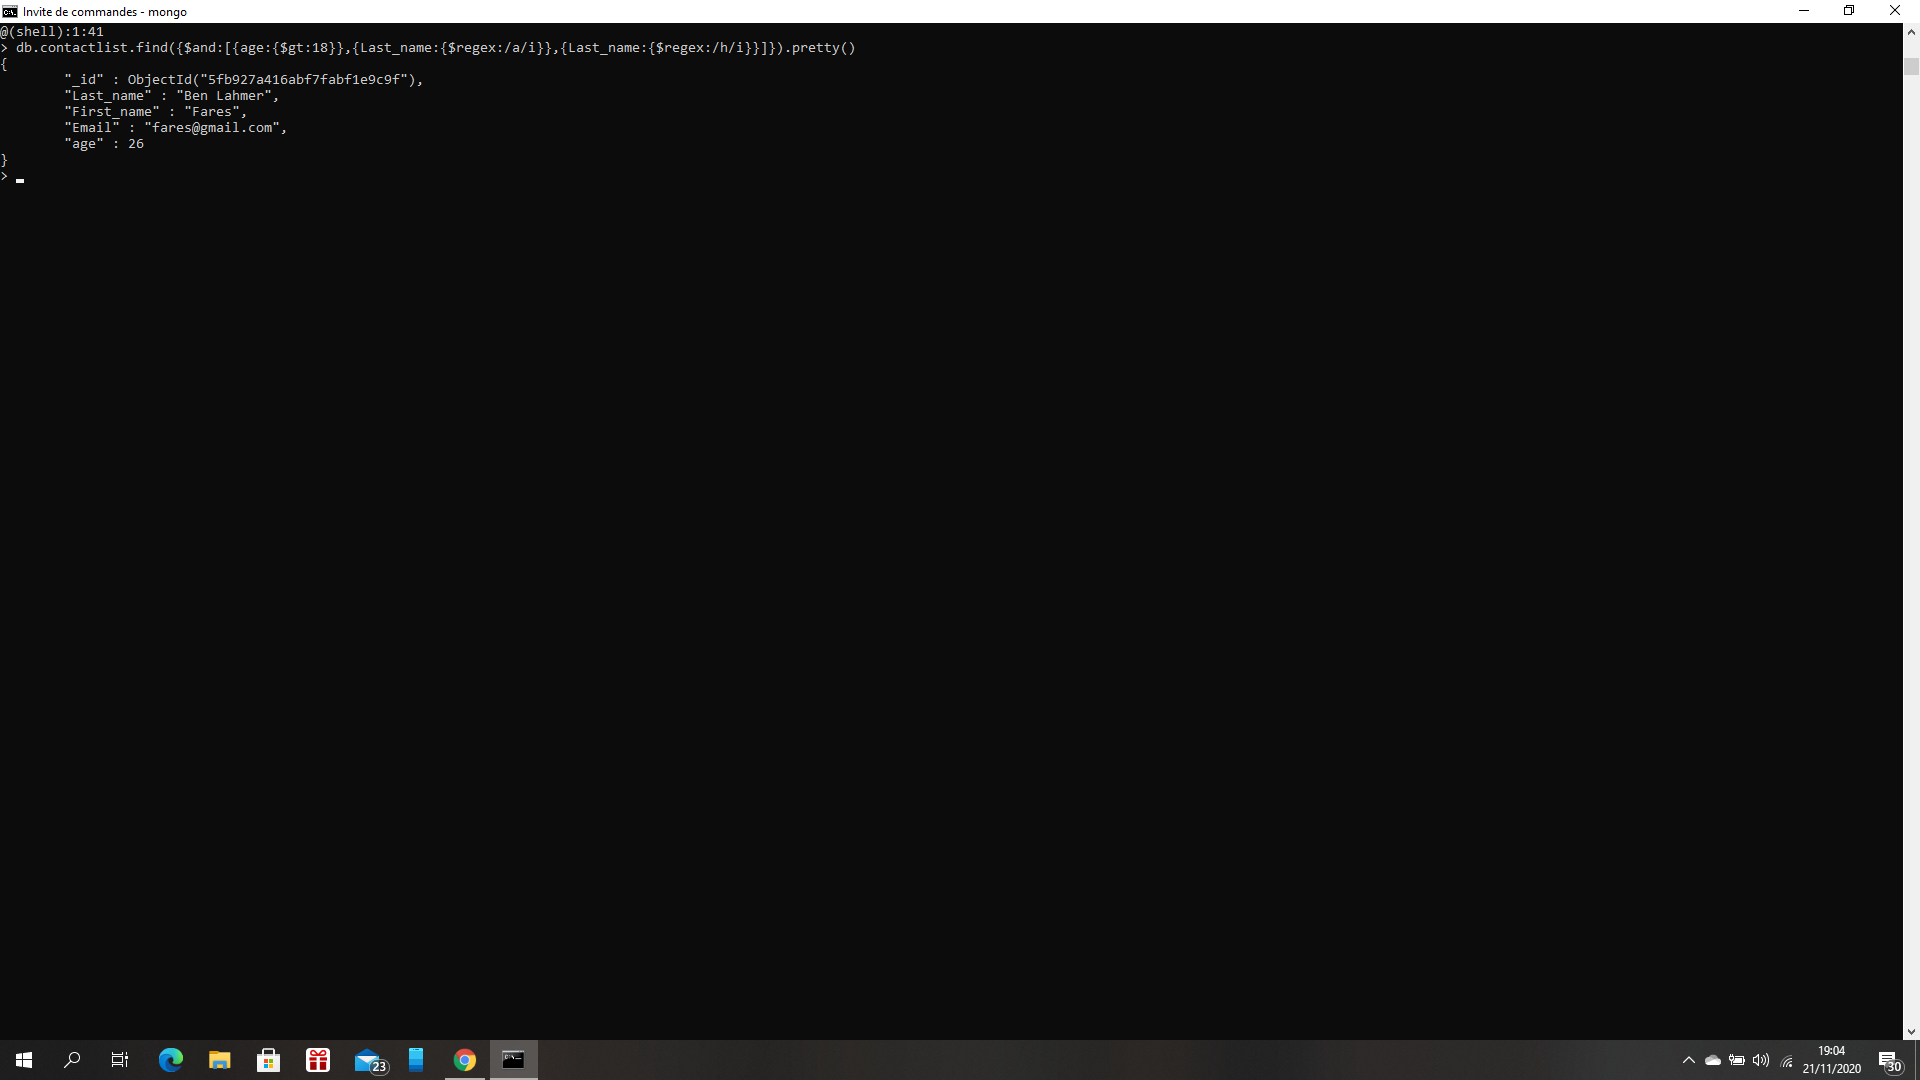 Invite de commandes - mongo
@(shell):1:41
> db.contactlist.find({$and:[{age:{$gt:18}},{Last_name:{$regex:/a/i}},{Last_name:{$regex:/h/i}}]}).pretty()
{
        "_id" : ObjectId("5fb927a416abf7fabf1e9c9f"),
        "Last_name" : "Ben Lahmer",
        "First_name" : "Fares",
        "Email" : "fares@gmail.com",
        "age" : 26
}
>
23
19:04
21/11/2020
30